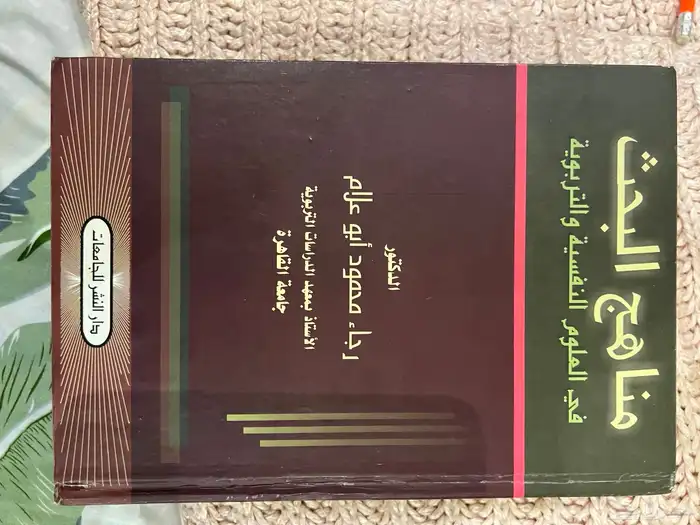 مناهج البحث
في العلوم النفسية والتربوية
الدكتور
رجاء محمود أبو علام
الأستاذ بمعهد الدراسات التربوية
جامعة القاهرة
دار النشر للجامعات